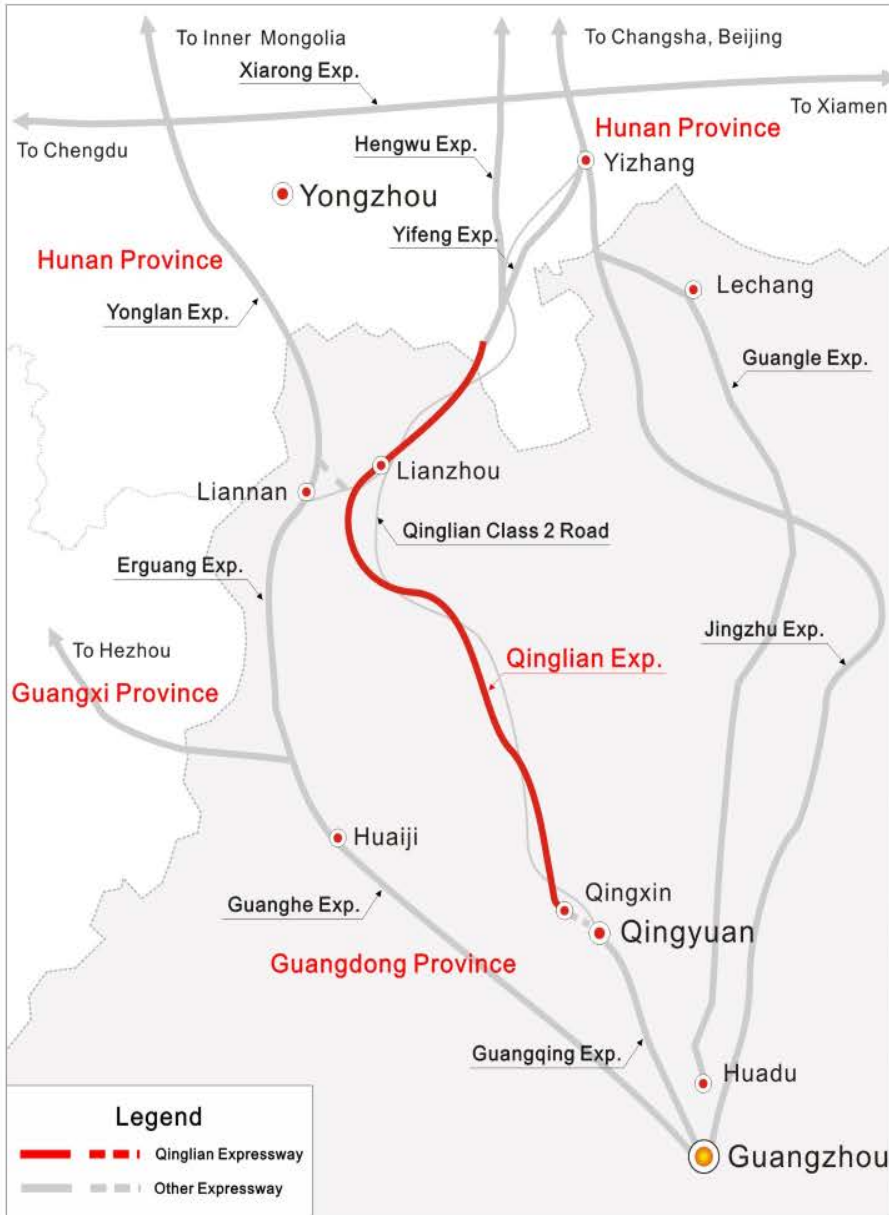 To Inner Mongolia
To Changsha, Beijing
Xiarong Exp.
To Xiamen
To Chengdu
Hengwu Exp.
Hunan Province
Yizhang
Yongzhou
Yifeng Exp.
Hunan Province
Lechang
Yonglan Exp.
Guangle Exp.
Lianzhou
Liannan
Qinglian Class 2 Road
Erguang Exp.
Jingzhu Exp.
To Hezhou
Qinglian Exp.
Guangxi Province
Huaiji
Qingxin
Guanghe Exp.
Qingyuan
Guangdong Province
Guangqing Exp.
Huadu
Legend
Qinglian Expressway
Guangzhou
Other Expressway